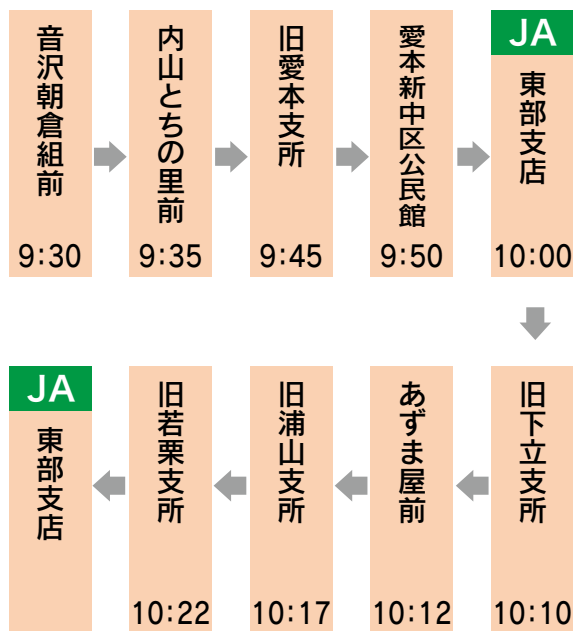 音沢朝倉組前
9:30
内山とちの里前
9:35
旧愛本支所
9:45
愛本新中区公民館
9:50
JA
東部支店
10:00
旧下立支所
10:10
あずま屋前
10:12
旧浦山支所
10:17
旧若栗支所
10:22
JA
東部支店